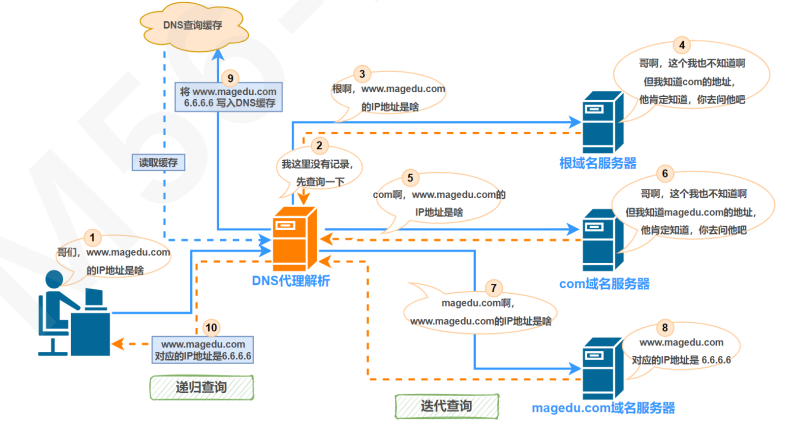 DNS查询缓存
9
将 www.magedu.com
6.6.6.6 写入DNS缓存
读取缓存
1
哥们，www.magedu.com
的IP地址是啥
2
我这里没有记录，
先查询一下
DNS代理解析
3
根啊，www.magedu.com
的IP地址是啥
4
哥啊，这个我也不知道啊
但我知道com的地址，
他肯定知道，你去问他吧
根域名服务器
5
com啊，www.magedu.com的
IP地址是啥
6
哥啊，这个我也不知道啊
但我知道magedu.com的地址，
他肯定知道，你去问他吧
com域名服务器
7
magedu.com啊，
www.magedu.com的IP地址是啥
8
www.magedu.com
对应的IP地址是 6.6.6.6
magedu.com域名服务器
10
www.magedu.com
对应的IP地址是6.6.6.6
递归查询
迭代查询